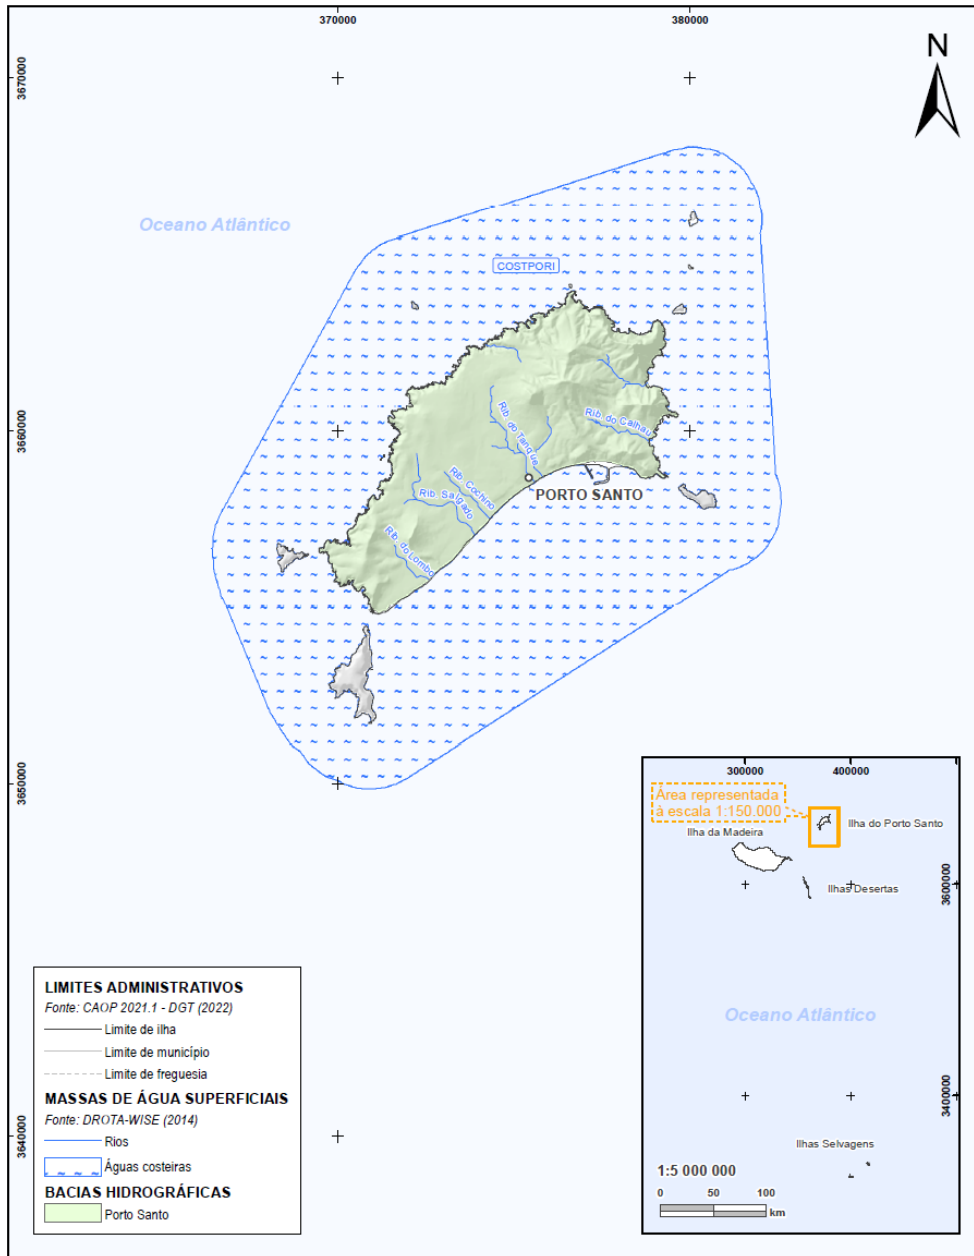 370000
380000
N
3670000
Oceano Atlântico
COSTPORI
3660000
Rib. do Tanque
Rib. do Calhau
Rib. Cochino
Rib. Salgado
PORTO SANTO
Rib. do Lombo
3650000
300000
400000
Área representada
à escala 1:150.000
Ilha da Madeira
Ilha do Porto Santo
3600000
Ilhas Desertas
Oceano Atlântico
3400000
Ilhas Selvagens
1:5 000 000
0 50 100
km
3640000
LIMITES ADMINISTRATIVOS
Fonte: CAOP 2021.1 - DGT (2022)
Limite de ilha
Limite de município
Limite de freguesia
MASSAS DE ÁGUA SUPERFICIAIS
Fonte: DROTA-WISE (2014)
Rios
Águas costeiras
BACIAS HIDROGRÁFICAS
Porto Santo